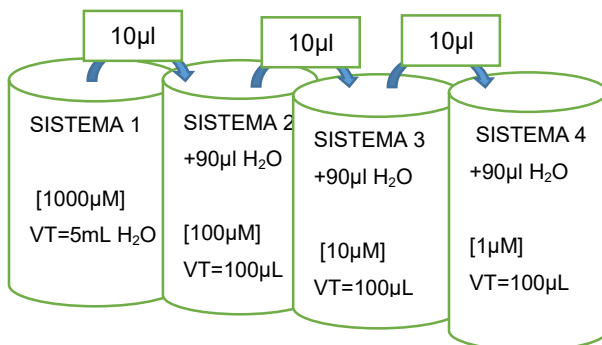 10µl
10µl
10µl
SISTEMA 1
[1000µM]
VT=5mL H₂O
SISTEMA 2
+90µl H₂O
[100µM]
VT=100µL
SISTEMA 3
+90µl H₂O
[10µM]
VT=100µL
SISTEMA 4
+90µl H₂O
[1µM]
VT=100µL